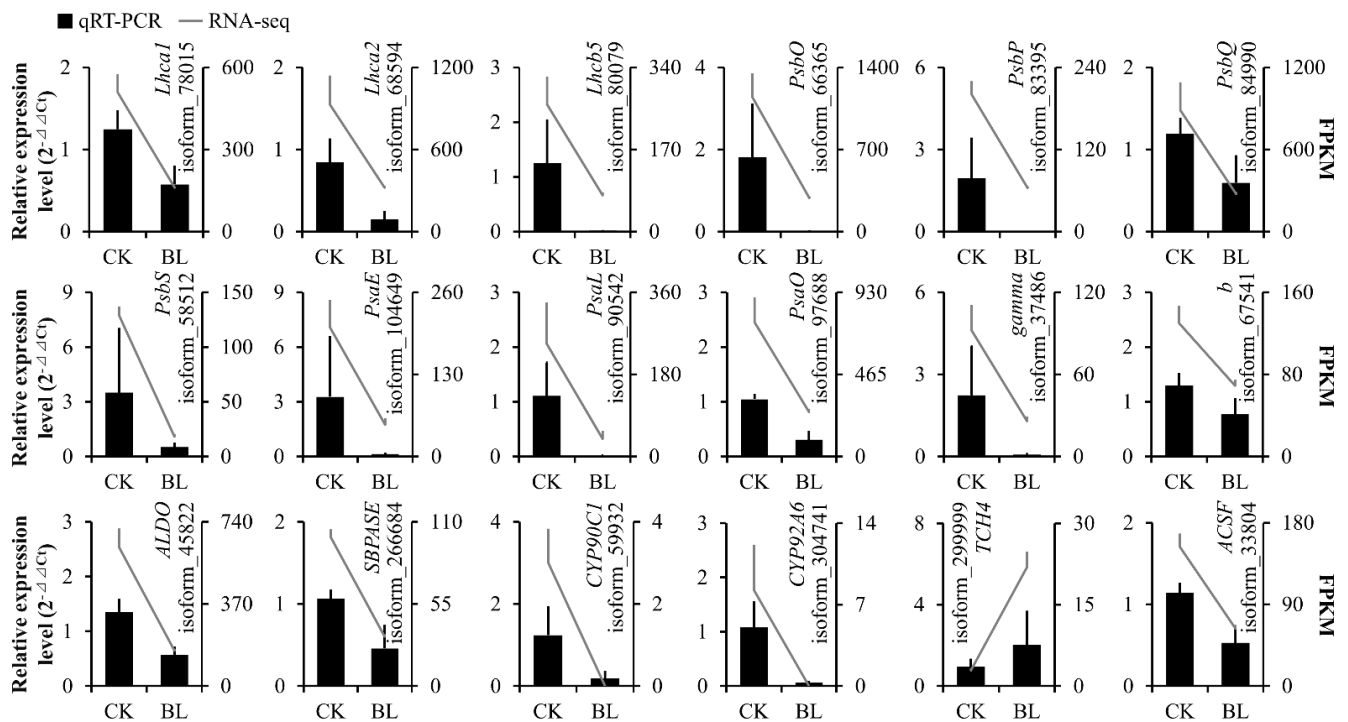 qRT-PCR RNA-seq
Relative expression
level (2-⊿⊿Ct)
2 1 0
Lhca1
isoform_78015
600 300 0
CK BL
2 1 0
Lhca2
isoform_68594
1200 600 0
CK BL
3 2 1 0
Lhcb5
isoform_80079
340 170 0
CK BL
4 2 0
PsbO
isoform_66365
1400 700 0
CK BL
6 3 0
PsbP
isoform_83395
240 120 0
CK BL
2 1 0
PsbQ
isoform_84990
1200 600 0
CK BL
FPKM
Relative expression
level (2-⊿⊿Ct)
9 6 3 0
PsbS
isoform_58512
150 100 50 0
CK BL
9 6 3 0
PsaE
isoform_104649
260 130 0
CK BL
3 2 1 0
PsaL
isoform_90542
360 180 0
CK BL
3 2 1 0
PsaO
isoform_97688
930 465 0
CK BL
6 3 0
gamma
isoform_37486
120 60 0
CK BL
3 2 1 0
b
isoform_67541
160 80 0
CK BL
FPKM
Relative expression
level (2-⊿⊿Ct)
3 2 1 0
ALDO
isoform_45822
740 370 0
CK BL
2 1 0
SBPASE
isoform_266684
110 55 0
CK BL
4 2 0
CYP90C1
isoform_59932
4 2 0
CK BL
3 2 1 0
CYP92A6
isoform_304741
14 7 0
CK BL
8 4 0
isoform_299999
TCH4
30 15 0
CK BL
2 1 0
ACSF
isoform_33804
180 90 0
CK BL
FPKM